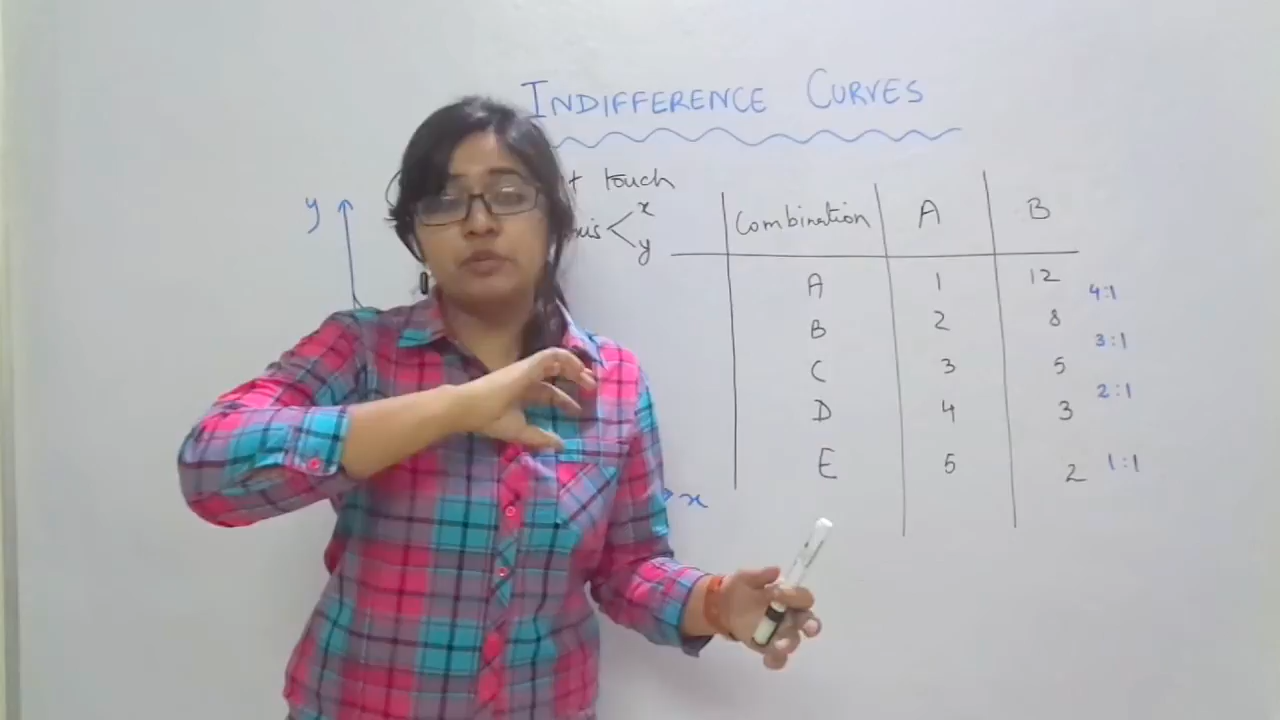 INDIFFERENCE CURVES
touch
x
y
y
x
Combination A B
A 1 12
4:1
B 2 8
3:1
C 3 5
2:1
D 4 3
1:1
E 5 2